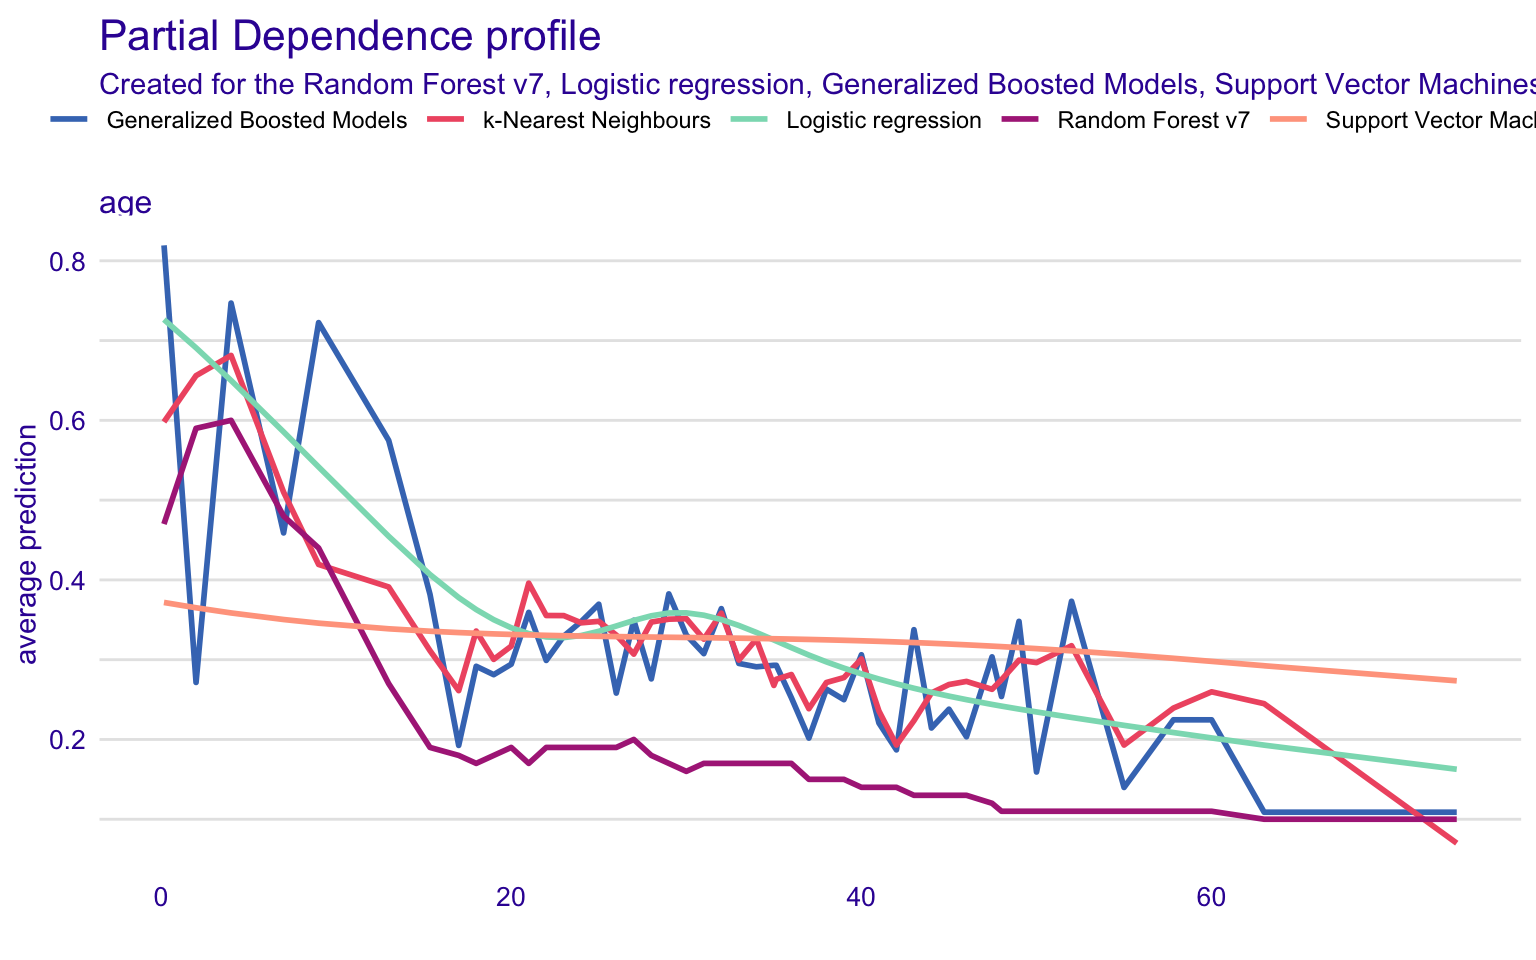 Partial Dependence profile
Created for the Random Forest v7, Logistic regression, Generalized Boosted Models, Support Vector Machines
Generalized Boosted Models k-Nearest Neighbours Logistic regression Random Forest v7 Support Vector
age
average prediction
0.8
0.6
0.4
0.2
0 20 40 60